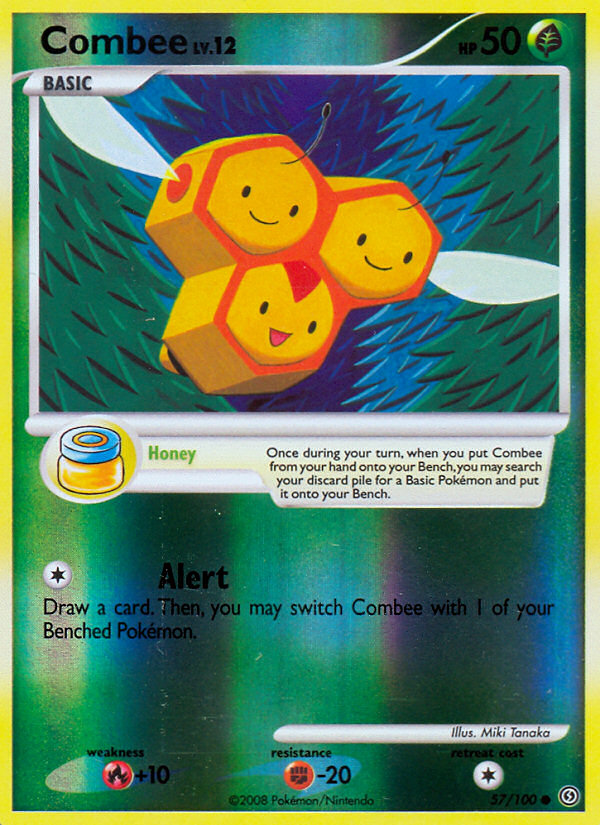 Combee LV.12
HP 50
BASIC
Honey
Once during your turn, when you put Combee
from your hand onto your Bench, you may search
your discard pile for a Basic Pokémon and put
it onto your Bench.
Alert
Draw a card. Then, you may switch Combee with 1 of your
Benched Pokémon.
Illus. Miki Tanaka
weakness resistance retreat cost
+10 -20
©2008 Pokémon/Nintendo 57/100